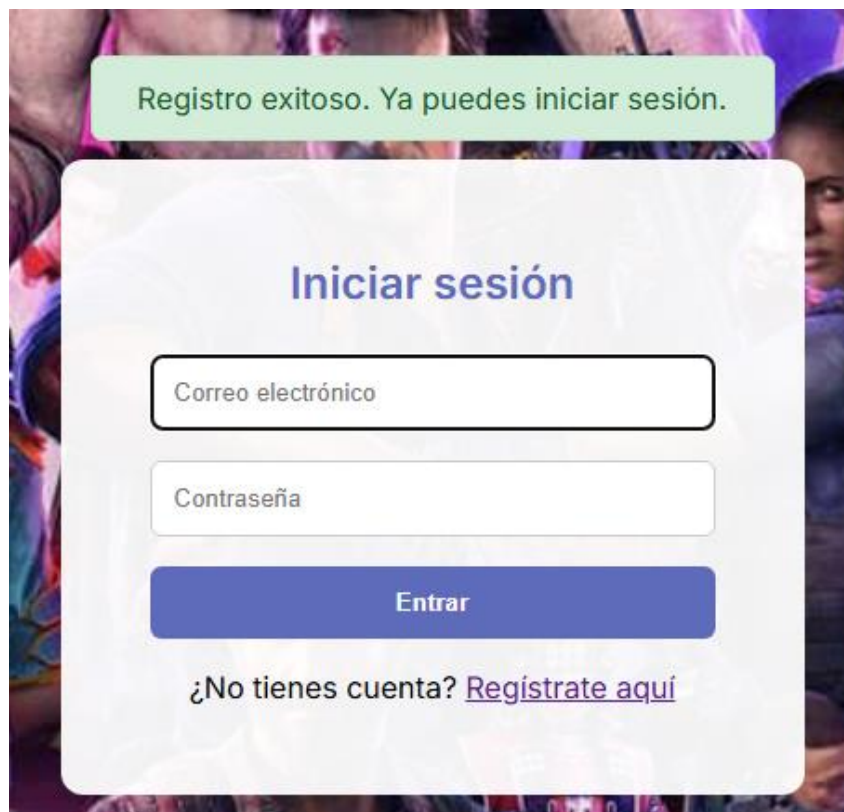 Registro exitoso. Ya puedes iniciar sesión.
Iniciar sesión
Correo electrónico
Contraseña
Entrar
¿No tienes cuenta? Regístrate aquí